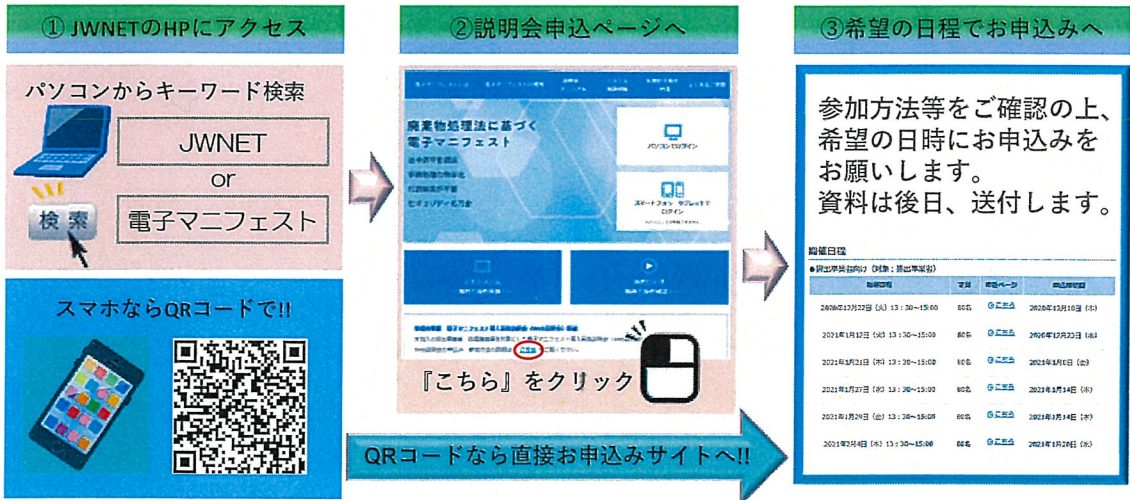 ① JWNETのHPにアクセス
パソコンからキーワード検索
JWNET
or
検 索
電子マニフェスト
スマホならQRコードで!!
②説明会申込ページへ
廃棄物処理法に基づく
電子マニフェスト
パソコンでログイン
スマートフォン・タブレットで
ログイン
こちら
『こちら』をクリック
QRコードなら直接お申込みサイトへ!!
③希望の日程でお申込みへ
参加方法等をご確認の上、
希望の日時にお申込みを
お願いします。
資料は後日、送付します。
開催日程
●排出事業者向け（対象：排出事業者）
開催日程 定員 申込ページ 申込締切日
2020年12月22日（火）13：30～15:00 80名 こちら 2020年12月10日（木）
2021年1月12日（火）13：30～15:00 80名 こちら
2021年1月21日（木）13：30～15:00 80名 こちら 2021年1月8日（金）
2021年1月27日（水）13：30～15:00 80名 こちら 2021年1月14日（木）
2021年1月29日（金）13：30～15:00 80名 こちら 2021年1月14日（木）
2021年2月4日（木）13：30～15:00 80名 こちら 2021年1月20日（水）